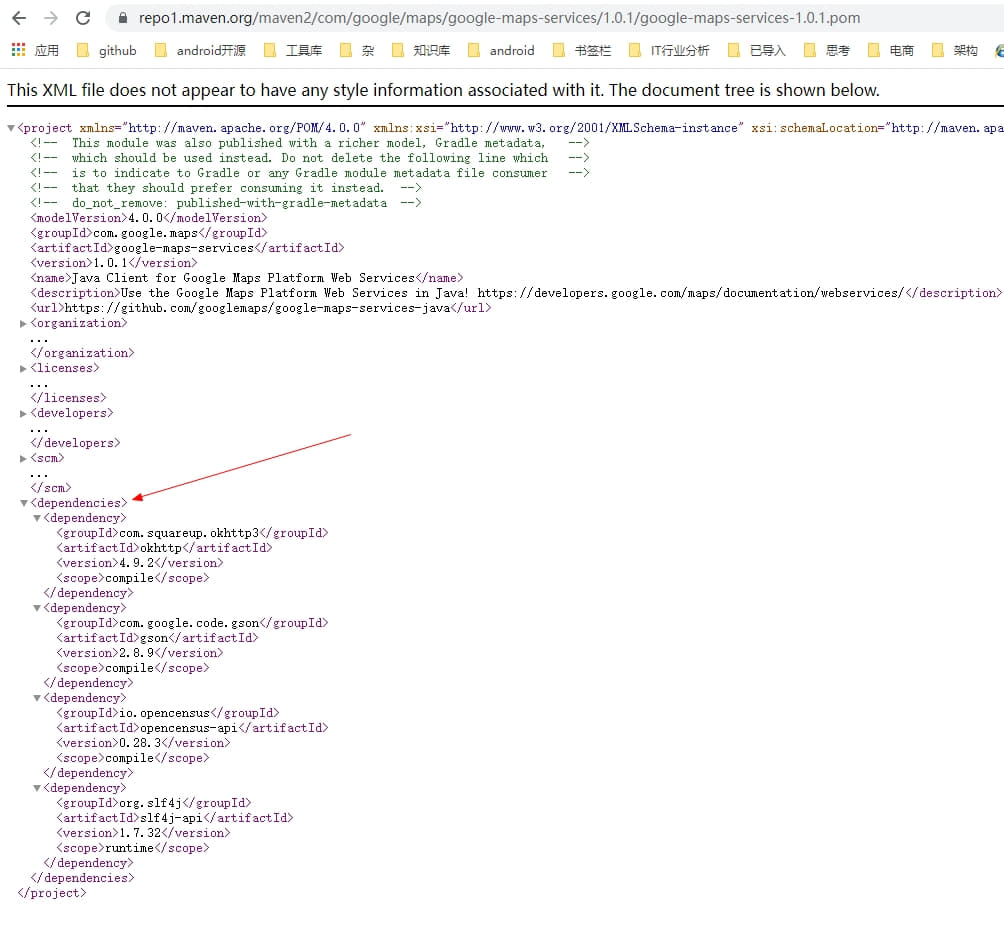 repo1.maven.org/maven2/com/google/maps/google-maps-services/1.0.1/google-maps-services-1.0.1.pom
应用 github android开源 工具库 杂 知识库 android 书签栏 IT行业分析 已导入 思考 电商 架构
This XML file does not appear to have any style information associated with it. The document tree is shown below.
▼<project xmlns="http://maven.apache.org/POM/4.0.0" xmlns:xsi="http://www.w3.org/2001/XMLSchema-instance" xsi:schemaLocation="http://maven.apa
<!-- This module was also published with a richer model, Gradle metadata, -->
<!-- which should be used instead. Do not delete the following line which -->
<!-- is to indicate to Gradle or any Gradle module metadata file consumer -->
<!-- that they should prefer consuming it instead. -->
<!-- do_not_remove: published-with-gradle-metadata -->
<modelVersion>4.0.0</modelVersion>
<groupId>com.google.maps</groupId>
<artifactId>google-maps-services</artifactId>
<version>1.0.1</version>
<name>Java Client for Google Maps Platform Web Services</name>
<description>Use the Google Maps Platform Web Services in Java! https://developers.google.com/maps/documentation/webservices/</description>
<url>https://github.com/googlemaps/google-maps-services-java</url>
▶<organization>
...
</organization>
▶<licenses>
...
</licenses>
▶<developers>
...
</developers>
▶<scm>
...
</scm>
▼<dependencies>
▼<dependency>
<groupId>com.squareup.okhttp3</groupId>
<artifactId>okhttp</artifactId>
<version>4.9.2</version>
<scope>compile</scope>
</dependency>
▼<dependency>
<groupId>com.google.code.gson</groupId>
<artifactId>gson</artifactId>
<version>2.8.9</version>
<scope>compile</scope>
</dependency>
▼<dependency>
<groupId>io.opencensus</groupId>
<artifactId>opencensus-api</artifactId>
<version>0.28.3</version>
<scope>compile</scope>
</dependency>
▼<dependency>
<groupId>org.slf4j</groupId>
<artifactId>slf4j-api</artifactId>
<version>1.7.32</version>
<scope>runtime</scope>
</dependency>
</dependencies>
</project>